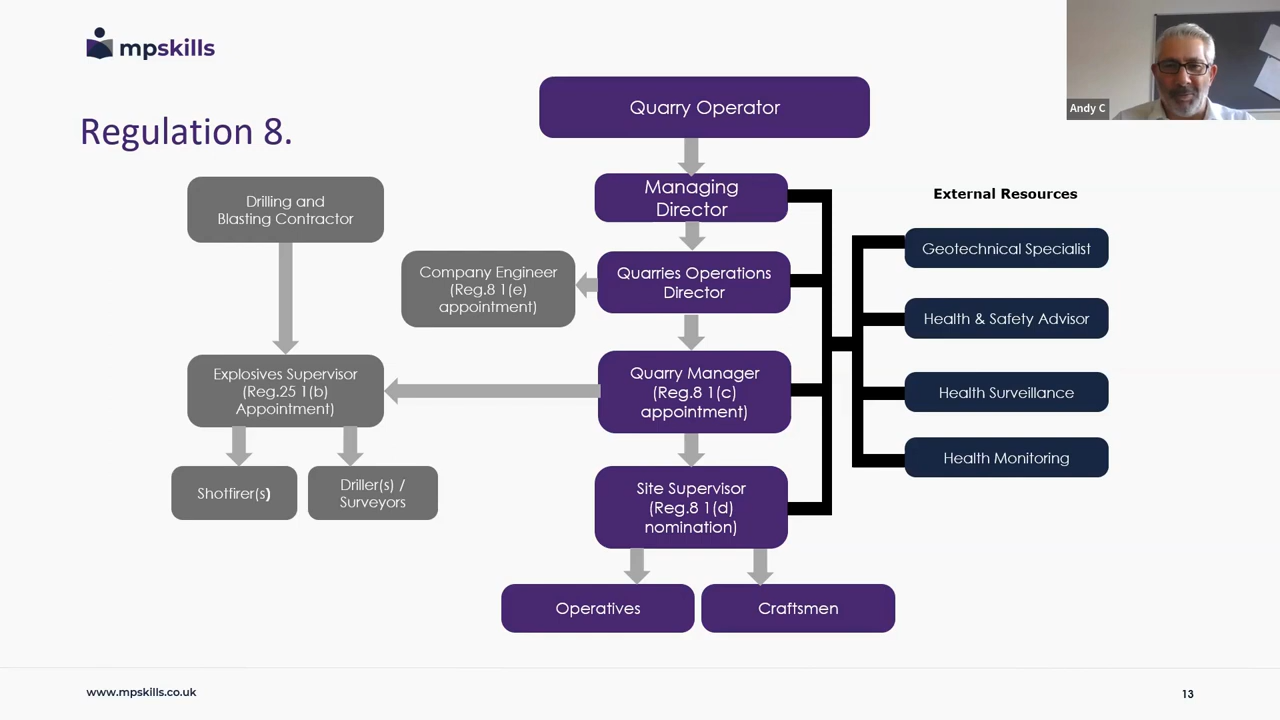 mpskills
Regulation 8.
Andy C
Quarry Operator
Managing
Director
Quarries Operations
Director
Quarry Manager
(Reg.8 1(c)
appointment)
Site Supervisor
(Reg.8 1(d)
nomination)
Operatives
Craftsmen
Company Engineer
(Reg.8 1(e)
appointment)
Drilling and
Blasting Contractor
Explosives Supervisor
(Reg.25 1(b)
Appointment)
Shotfirer(s)
Driller(s) /
Surveyors
External Resources
Geotechnical Specialist
Health & Safety Advisor
Health Surveillance
Health Monitoring
www.mpskills.co.uk
13